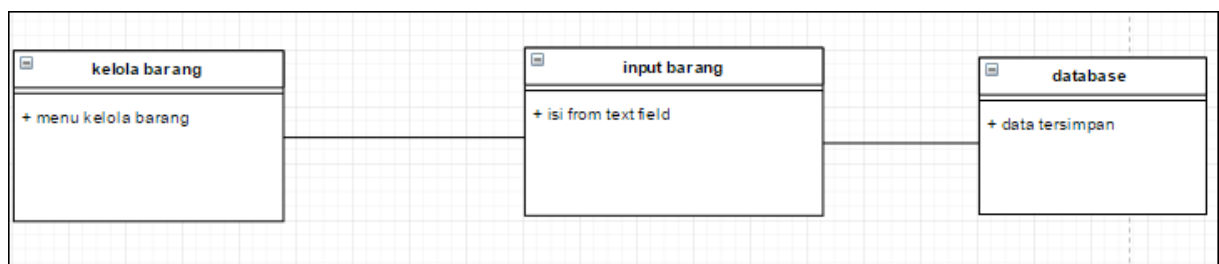 kelola barang
+ menu kelola barang
input barang
+ isi from text field
database
+ data tersimpan